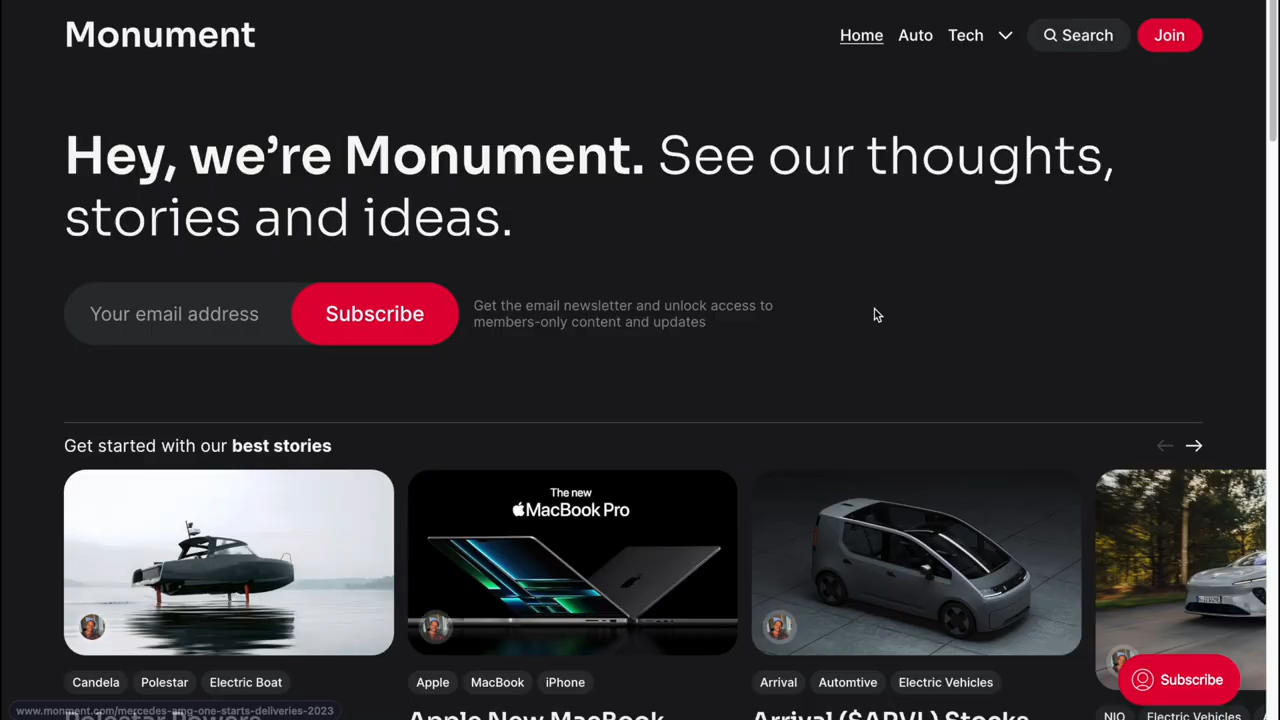 Monument
Home Auto Tech Search Join
Hey, we’re Monument. See our thoughts,
stories and ideas.
Your email address Subscribe
Get the email newsletter and unlock access to
members-only content and updates
Get started with our best stories
The new
MacBook Pro
Candela Polestar Electric Boat
Apple MacBook iPhone
Arrival Automtive Electric Vehicles
NIO Electric Vehicles
Subscribe
www.monment.com/mercedes-amg-one-starts-deliveries-2023
Polestar Powers
Apple New MacBook
Arrival ($ARVL) Stocks